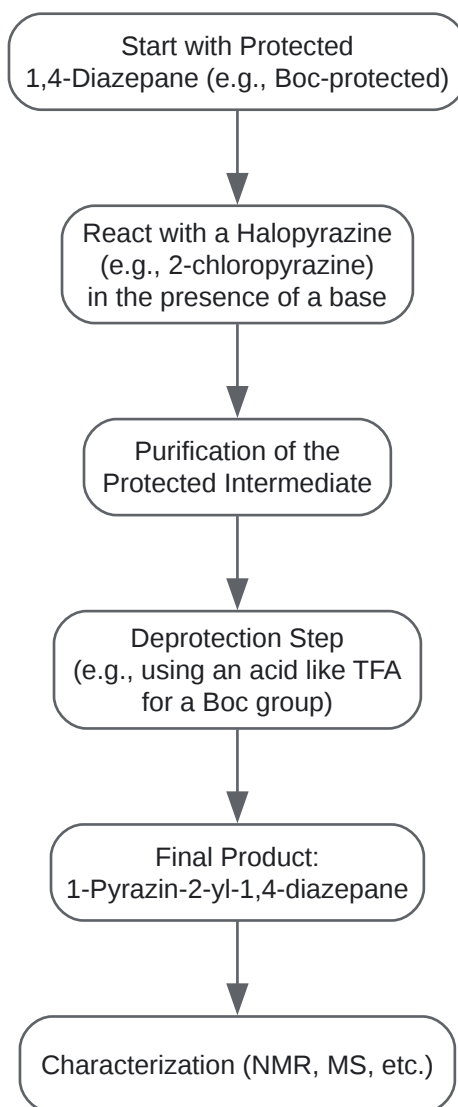 Start with Protected
1,4-Diazepane (e.g., Boc-protected)
React with a Halopyrazine
(e.g., 2-chloropyrazine)
in the presence of a base
Purification of the
Protected Intermediate
Deprotection Step
(e.g., using an acid like TFA
for a Boc group)
Final Product:
1-Pyrazin-2-yl-1,4-diazepane
Characterization (NMR, MS, etc.)